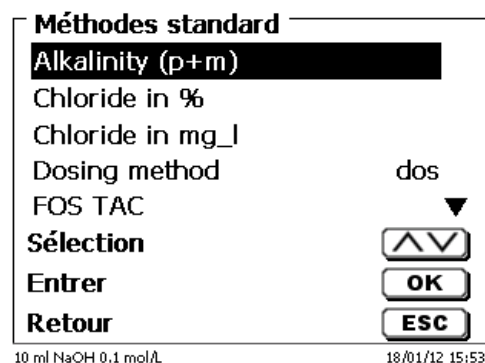 Méthodes standard
Alkalinity (p+m)
Chloride in %
Chloride in mg_l
Dosing method dos
FOS TAC
Sélection
Entrer OK
Retour ESC
10 ml NaOH 0.1 mol/L 18/01/12 15:53